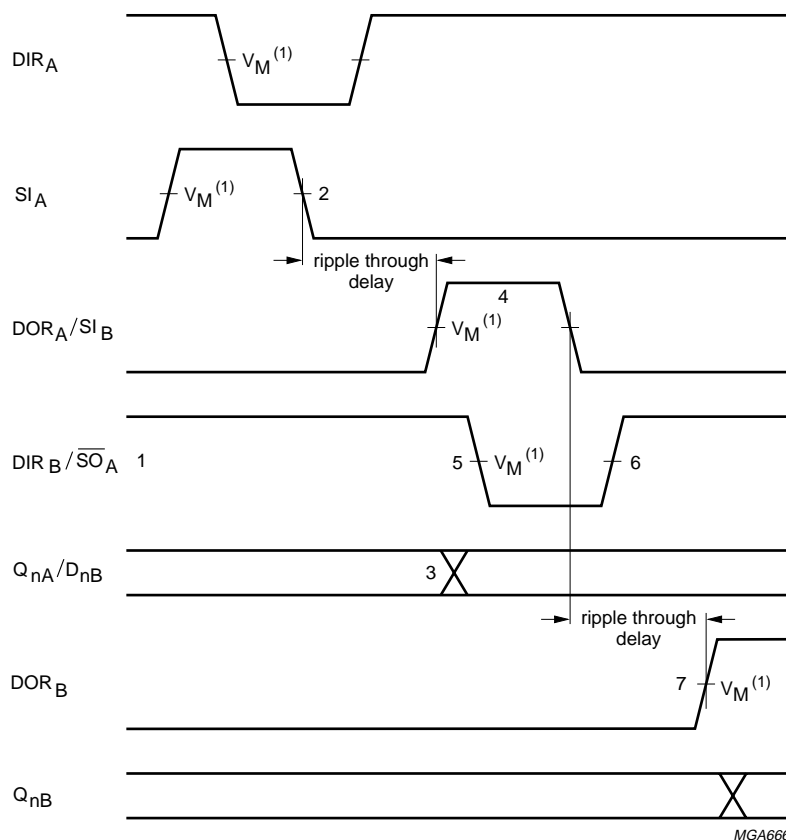 DIRA VM(1)
SIA VM(1) 2
ripple through
delay
4
DORA/SIB VM(1)
DIRB/S̅O̅A 1 5 VM(1) 6
QnA/DnB 3
ripple through
delay
DORB 7 VM(1)
QnB
MGA666